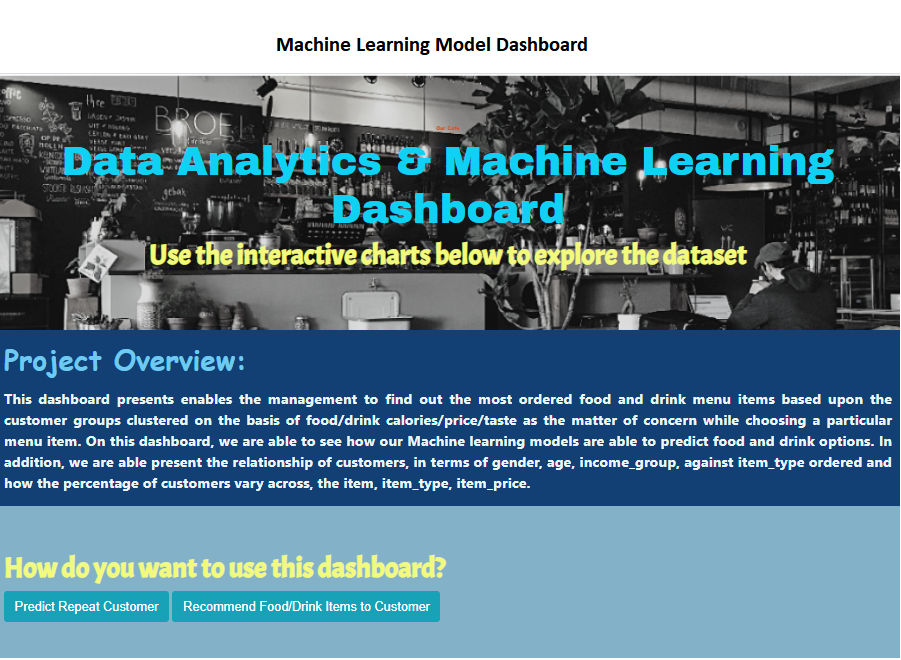 Machine Learning Model Dashboard
BROEI
gebak
Our Cafe
Data Analytics & Machine Learning
Dashboard
Use the interactive charts below to explore the dataset
Project Overview:
This dashboard presents enables the management to find out the most ordered food and drink menu items based upon the
customer groups clustered on the basis of food/drink calories/price/taste as the matter of concern while choosing a particular
menu item. On this dashboard, we are able to see how our Machine learning models are able to predict food and drink options. In
addition, we are able present the relationship of customers, in terms of gender, age, income_group, against item_type ordered and
how the percentage of customers vary across, the item, item_type, item_price.
How do you want to use this dashboard?
Predict Repeat Customer
Recommend Food/Drink Items to Customer